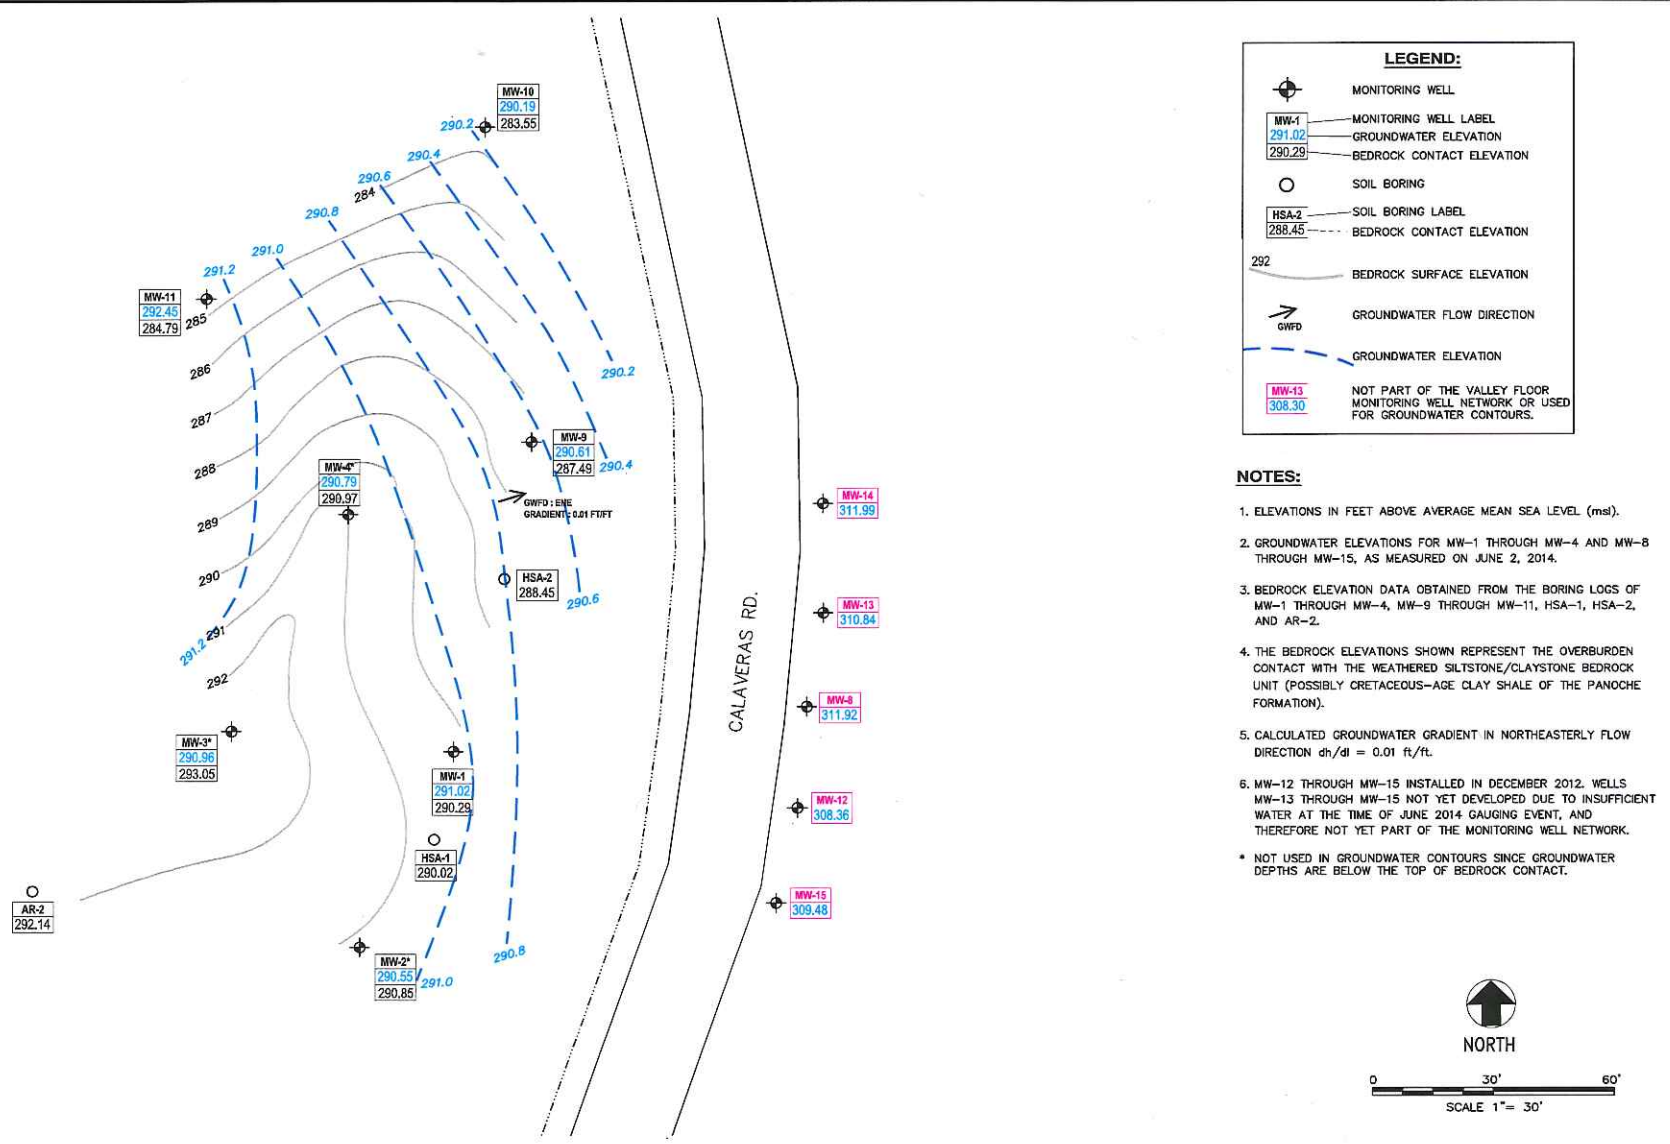 MW-10
290.19
283.55
290.2
290.4
290.6
284
290.8
291.0
291.2
MW-11
292.45
284.79
285
286
287
288
289
290
291
291.2
292
290.2
MW-9
290.61
287.49
290.4
MW-4*
290.79
290.97
GWFD : ENE
GRADIENT : 0.01 FT/FT
HSA-2
288.45
290.6
MW-3*
290.96
293.05
MW-1
291.02
290.29
HSA-1
290.02
AR-2
292.14
MW-2*
290.55
290.85
291.0
290.8
CALAVERAS RD.
MW-14
311.99
MW-13
310.84
MW-8
311.92
MW-12
308.36
MW-15
309.48
LEGEND:
MONITORING WELL
MW-1
291.02
290.29
MONITORING WELL LABEL
GROUNDWATER ELEVATION
BEDROCK CONTACT ELEVATION
SOIL BORING
HSA-2
288.45
SOIL BORING LABEL
BEDROCK CONTACT ELEVATION
292
BEDROCK SURFACE ELEVATION
GWFD
GROUNDWATER FLOW DIRECTION
GROUNDWATER ELEVATION
MW-13
308.30
NOT PART OF THE VALLEY FLOOR
MONITORING WELL NETWORK OR USED
FOR GROUNDWATER CONTOURS.
NOTES:
1. ELEVATIONS IN FEET ABOVE AVERAGE MEAN SEA LEVEL (msl).
2. GROUNDWATER ELEVATIONS FOR MW-1 THROUGH MW-4 AND MW-8
THROUGH MW-15, AS MEASURED ON JUNE 2, 2014.
3. BEDROCK ELEVATION DATA OBTAINED FROM THE BORING LOGS OF
MW-1 THROUGH MW-4, MW-9 THROUGH MW-11, HSA-1, HSA-2,
AND AR-2.
4. THE BEDROCK ELEVATIONS SHOWN REPRESENT THE OVERBURDEN
CONTACT WITH THE WEATHERED SILTSTONE/CLAYSTONE BEDROCK
UNIT (POSSIBLY CRETACEOUS-AGE CLAY SHALE OF THE PANOCHE
FORMATION).
5. CALCULATED GROUNDWATER GRADIENT IN NORTHEASTERLY FLOW
DIRECTION dh/dl = 0.01 ft/ft.
6. MW-12 THROUGH MW-15 INSTALLED IN DECEMBER 2012. WELLS
MW-13 THROUGH MW-15 NOT YET DEVELOPED DUE TO INSUFFICIENT
WATER AT THE TIME OF JUNE 2014 GAUGING EVENT, AND
THEREFORE NOT YET PART OF THE MONITORING WELL NETWORK.
* NOT USED IN GROUNDWATER CONTOURS SINCE GROUNDWATER
DEPTHS ARE BELOW THE TOP OF BEDROCK CONTACT.
NORTH
0 30' 60'
SCALE 1"= 30'